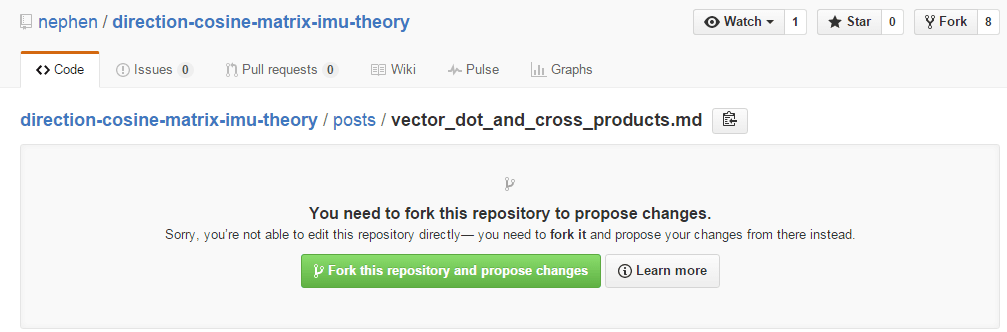 nephen / direction-cosine-matrix-imu-theory
Watch 1 Star 0 Fork 8
Code Issues 0 Pull requests 0 Wiki Pulse Graphs
direction-cosine-matrix-imu-theory / posts / vector_dot_and_cross_products.md
You need to fork this repository to propose changes.
Sorry, you're not able to edit this repository directly— you need to fork it and propose your changes from there instead.
Fork this repository and propose changes Learn more